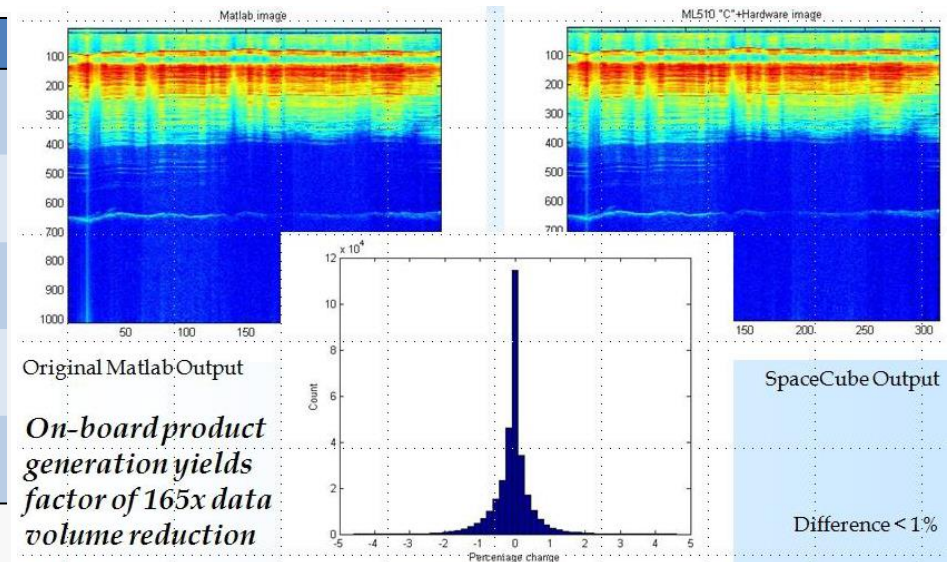 Matlab image
100
200
300
400
500
600
700
800
900
1000
50 100 150
ML510 "C"+Hardware image
100
200
300
400
500
600
700
150 200 250 300
x 10^4
12
10
8
6
4
2
Count
-5 -4 -3 -2 -1 0 1 2 3 4 5
Percentage change
Original Matlab Output
On-board product
generation yields
factor of 165x data
volume reduction
SpaceCube Output
Difference < 1%